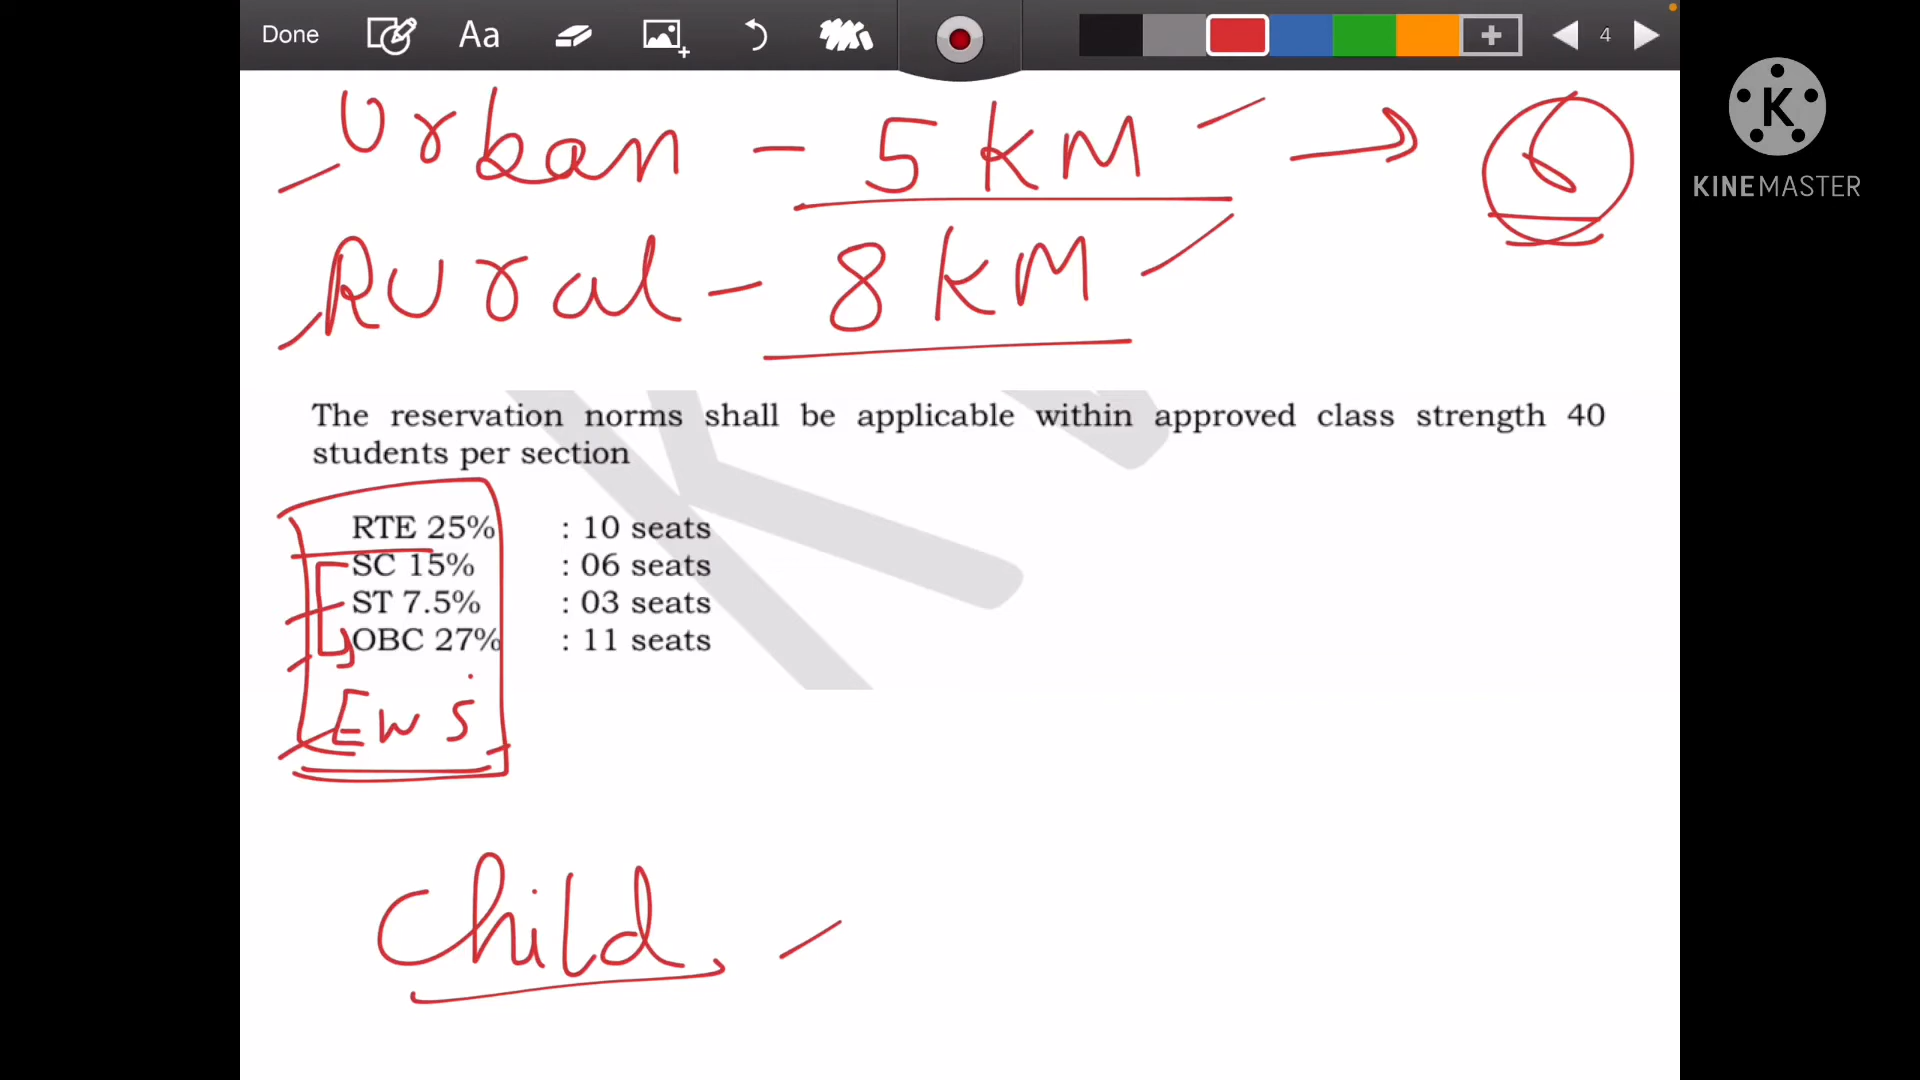 Done Aa 4
KINEMASTER
Urban - 5 KM
Rural - 8 KM
The reservation norms shall be applicable within approved class strength 40
students per section
RTE 25% : 10 seats
SC 15% : 06 seats
ST 7.5% : 03 seats
OBC 27% : 11 seats
EWS
Child